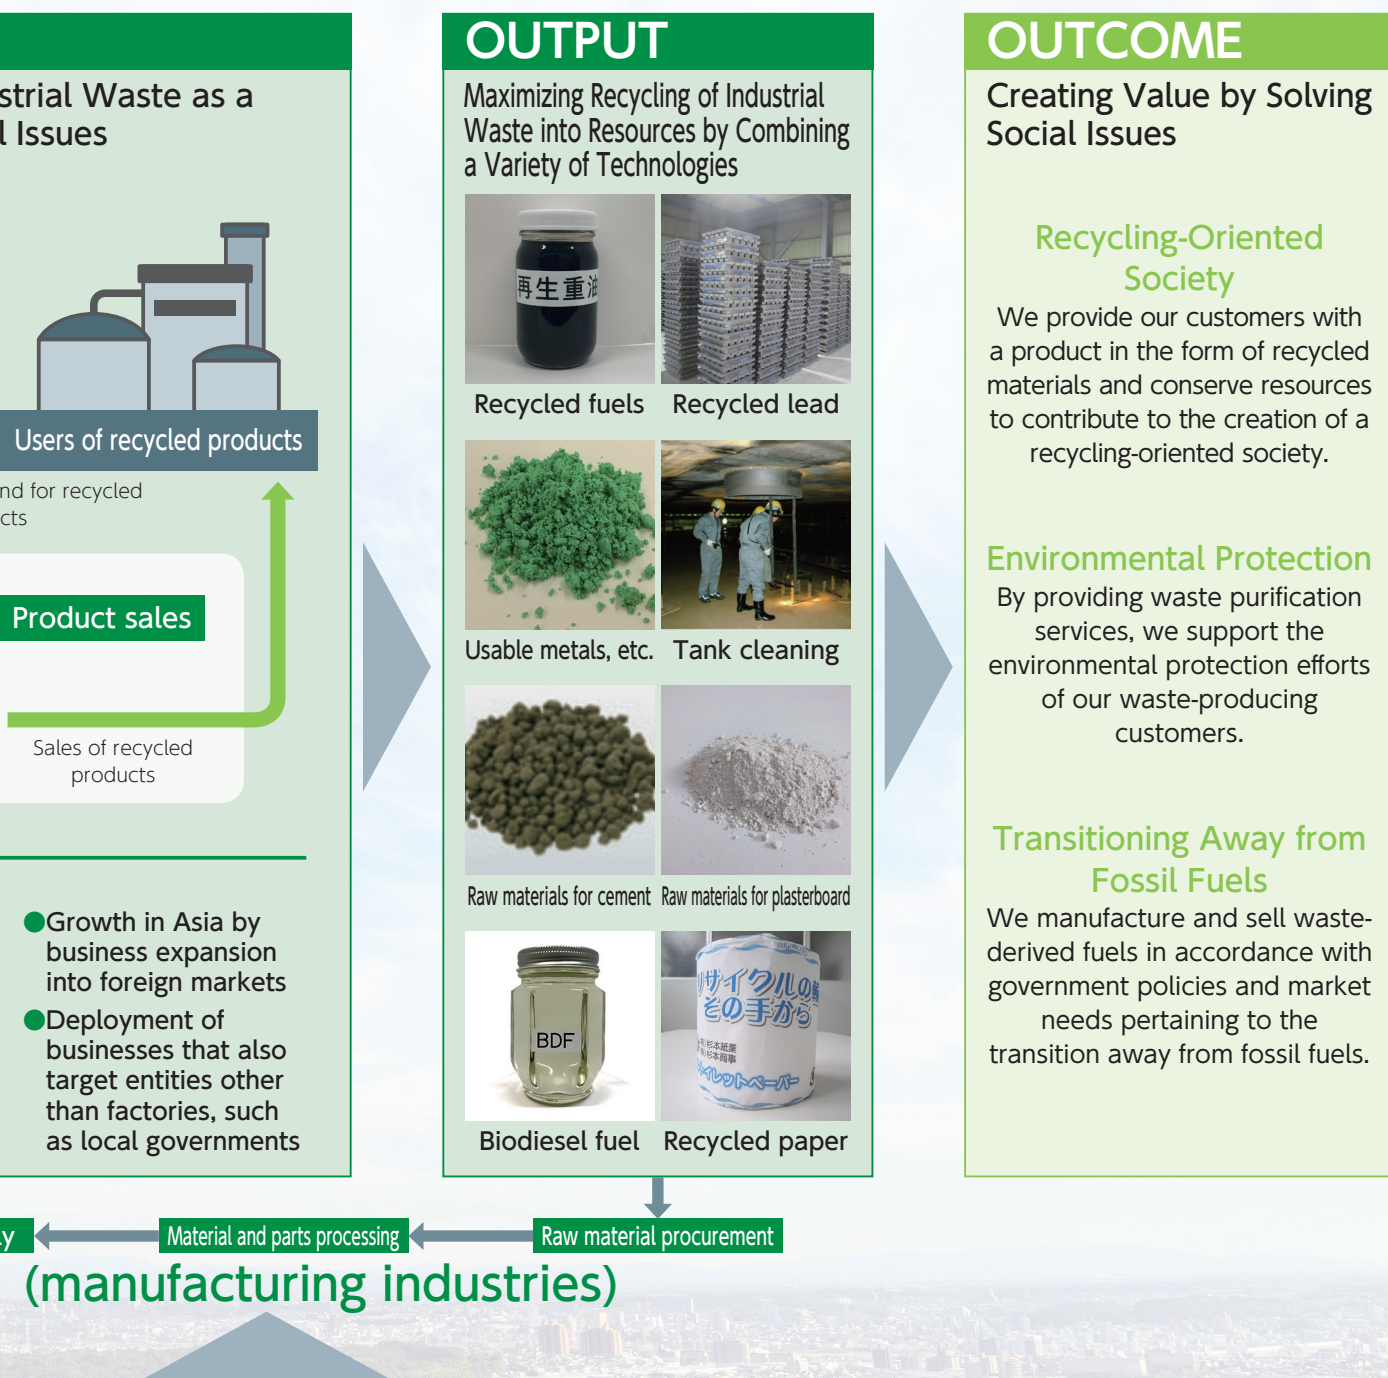 strial Waste as a
l Issues
Users of recycled products
nd for recycled
cts
Product sales
Sales of recycled
products
●Growth in Asia by
business expansion
into foreign markets
●Deployment of
businesses that also
target entities other
than factories, such
as local governments
OUTPUT
Maximizing Recycling of Industrial
Waste into Resources by Combining
a Variety of Technologies
再生重油
Recycled fuels
Recycled lead
Usable metals, etc.
Tank cleaning
Raw materials for cement
Raw materials for plasterboard
BDF
Biodiesel fuel
リサイクルの輪
その手から
杉本紙業
杉本商事
トイレットペーパー
Recycled paper
OUTCOME
Creating Value by Solving
Social Issues
Recycling-Oriented
Society
We provide our customers with
a product in the form of recycled
materials and conserve resources
to contribute to the creation of a
recycling-oriented society.
Environmental Protection
By providing waste purification
services, we support the
environmental protection efforts
of our waste-producing
customers.
Transitioning Away from
Fossil Fuels
We manufacture and sell waste-
derived fuels in accordance with
government policies and market
needs pertaining to the
transition away from fossil fuels.
y
Material and parts processing
Raw material procurement
(manufacturing industries)